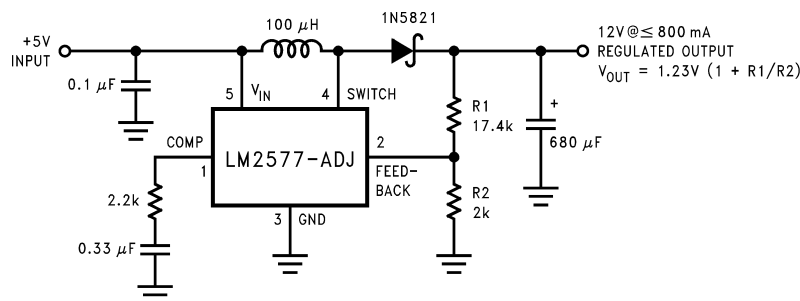 +5V
INPUT
100 μH
1N5821
12V@≤ 800 mA
REGULATED OUTPUT
VOUT = 1.23V (1 + R1/R2)
0.1 μF
5
VIN
4
SWITCH
R1
17.4k
+
680 μF
COMP
1
LM2577-ADJ
2
FEED-
BACK
2.2k
R2
2k
3
GND
0.33 μF